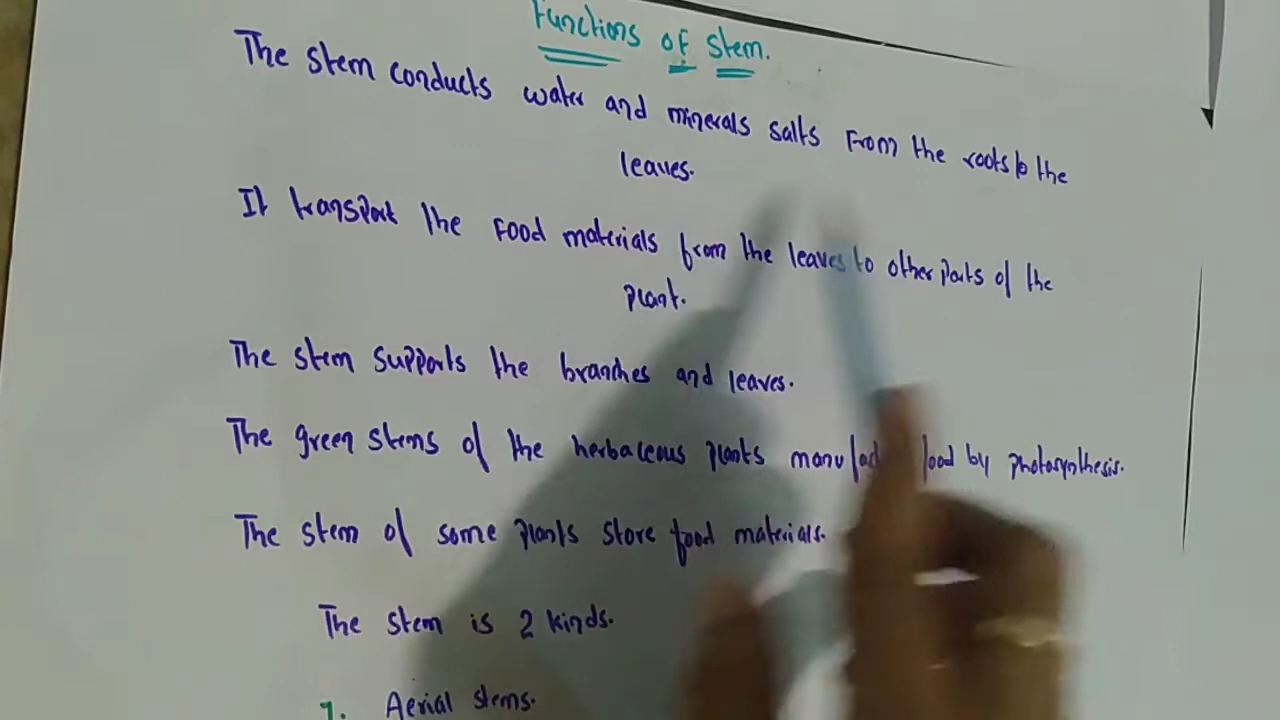 Functions of stem.
The stem conducts water and minerals salts from the roots to the
leaves.
It transport the food materials from the leaves to other parts of the
plant.
The stem supports the branches and leaves.
The green stems of the herbaceous plants food by photosynthesis.
The stem of some plants store food materials.
The stem is 2 kinds.
1. Aerial stems.